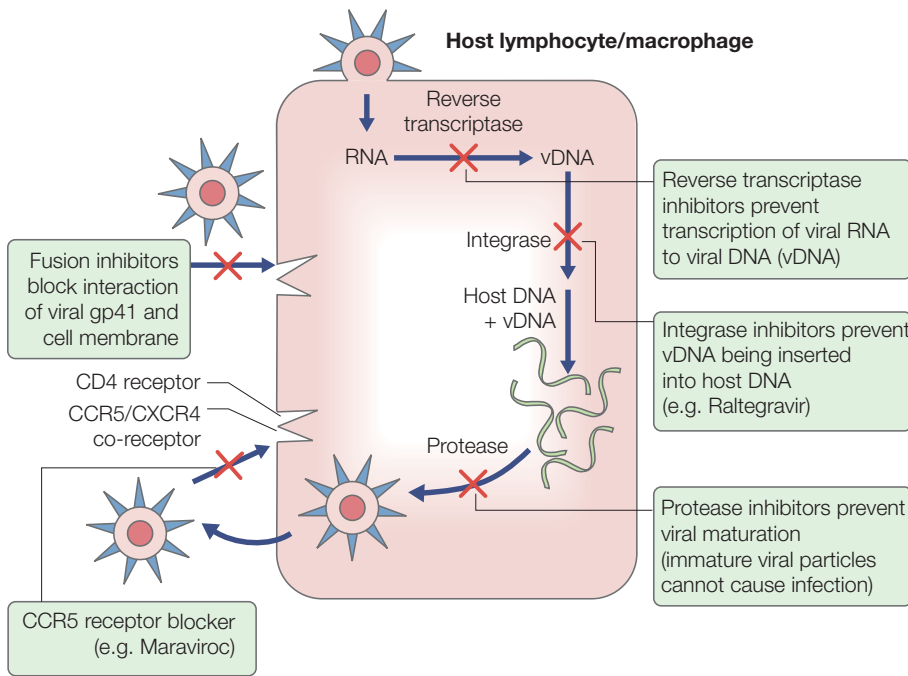 Host lymphocyte/macrophage
Reverse
transcriptase
RNA
vDNA
Reverse transcriptase
inhibitors prevent
transcription of viral RNA
to viral DNA (vDNA)
Integrase
Fusion inhibitors
block interaction
of viral gp41 and
cell membrane
Host DNA
+ vDNA
Integrase inhibitors prevent
vDNA being inserted
into host DNA
(e.g. Raltegravir)
CD4 receptor
CCR5/CXCR4
co-receptor
Protease
Protease inhibitors prevent
viral maturation
(immature viral particles
cannot cause infection)
CCR5 receptor blocker
(e.g. Maraviroc)